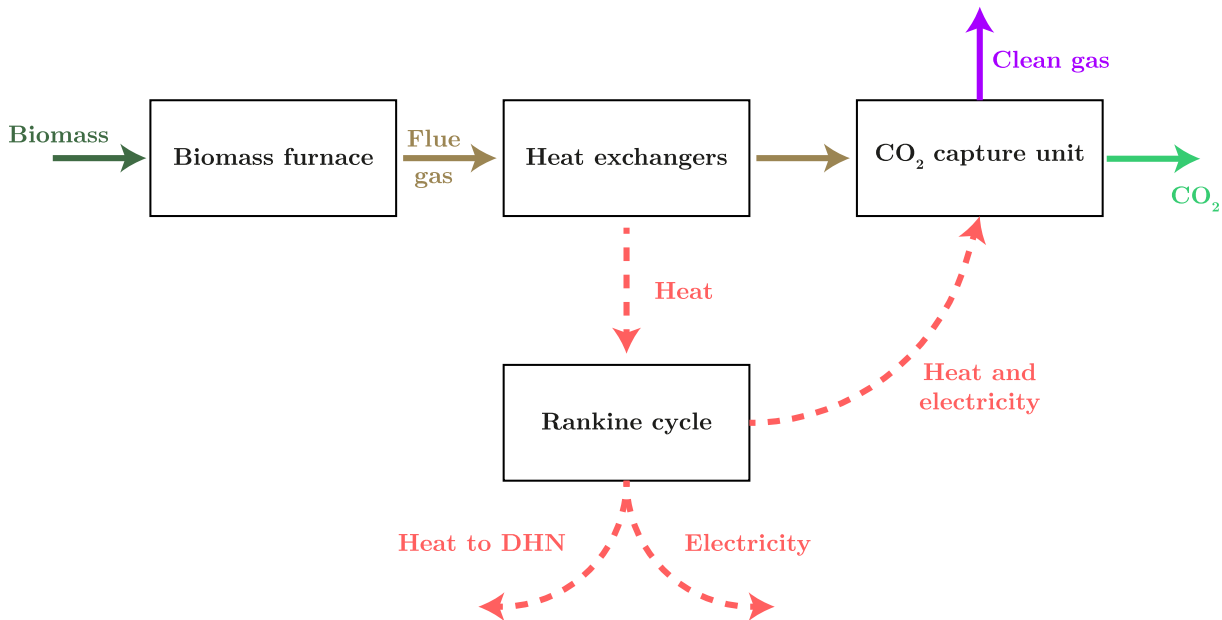 Clean gas
Biomass
Biomass furnace
Flue
gas
Heat exchangers
CO₂ capture unit
CO₂
Heat
Heat and
electricity
Rankine cycle
Heat to DHN
Electricity